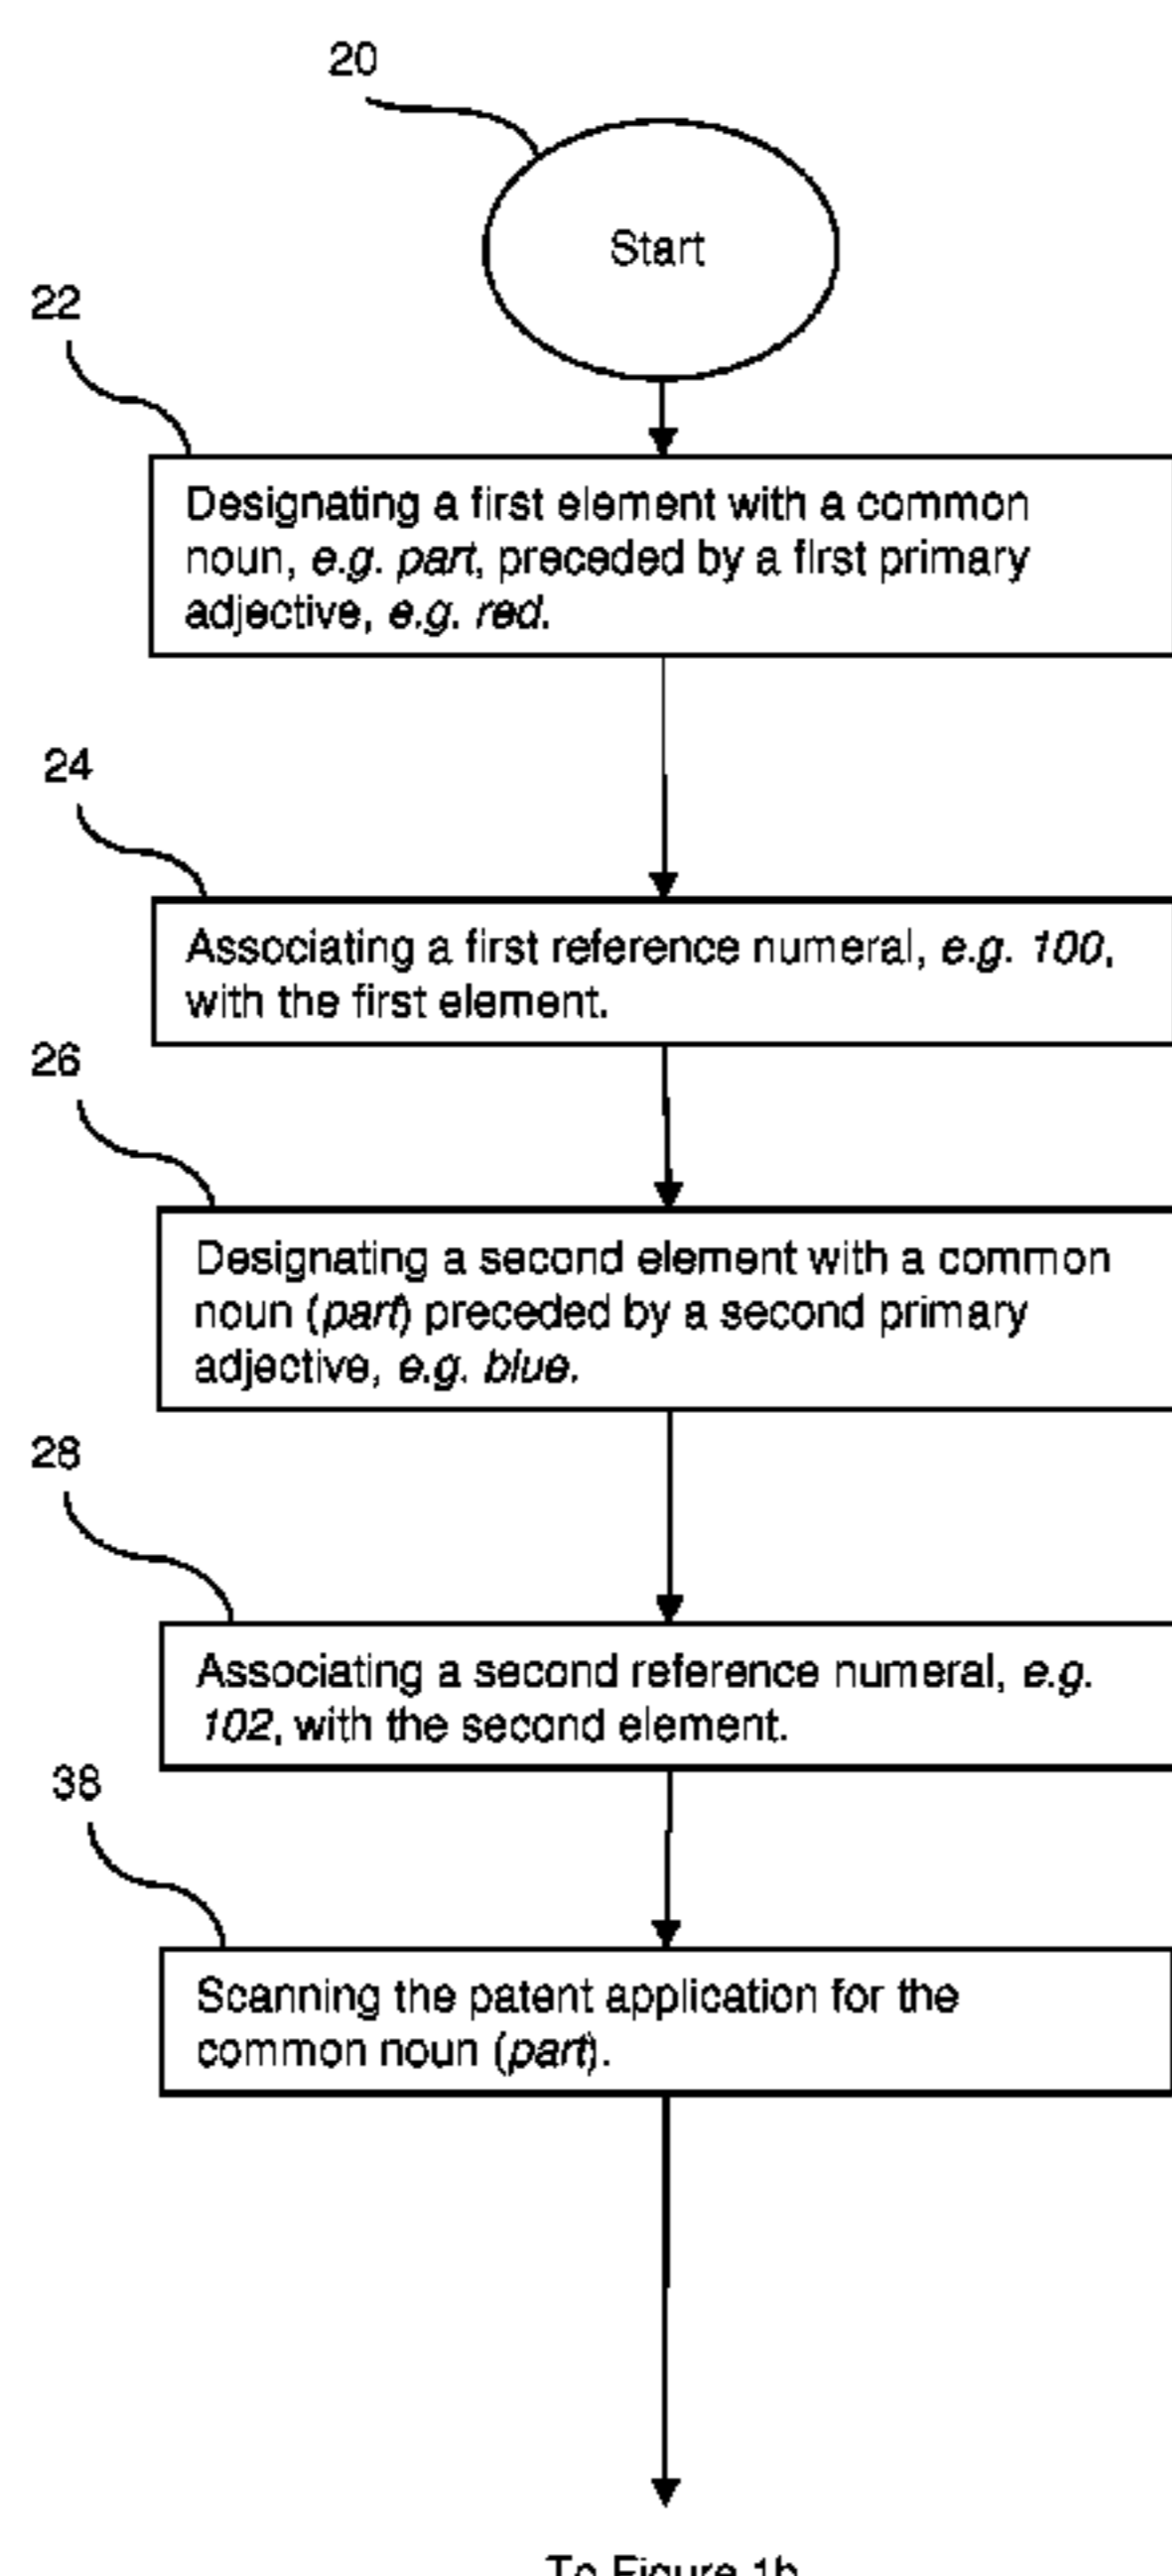 20
Start
22
Designating a first element with a common
noun, e.g. part, preceded by a first primary
adjective, e.g. red.
24
Associating a first reference numeral, e.g. 100,
with the first element.
26
Designating a second element with a common
noun (part) preceded by a second primary
adjective, e.g. blue.
28
Associating a second reference numeral, e.g.
102, with the second element.
38
Scanning the patent application for the
common noun (part).
To Figure 1b